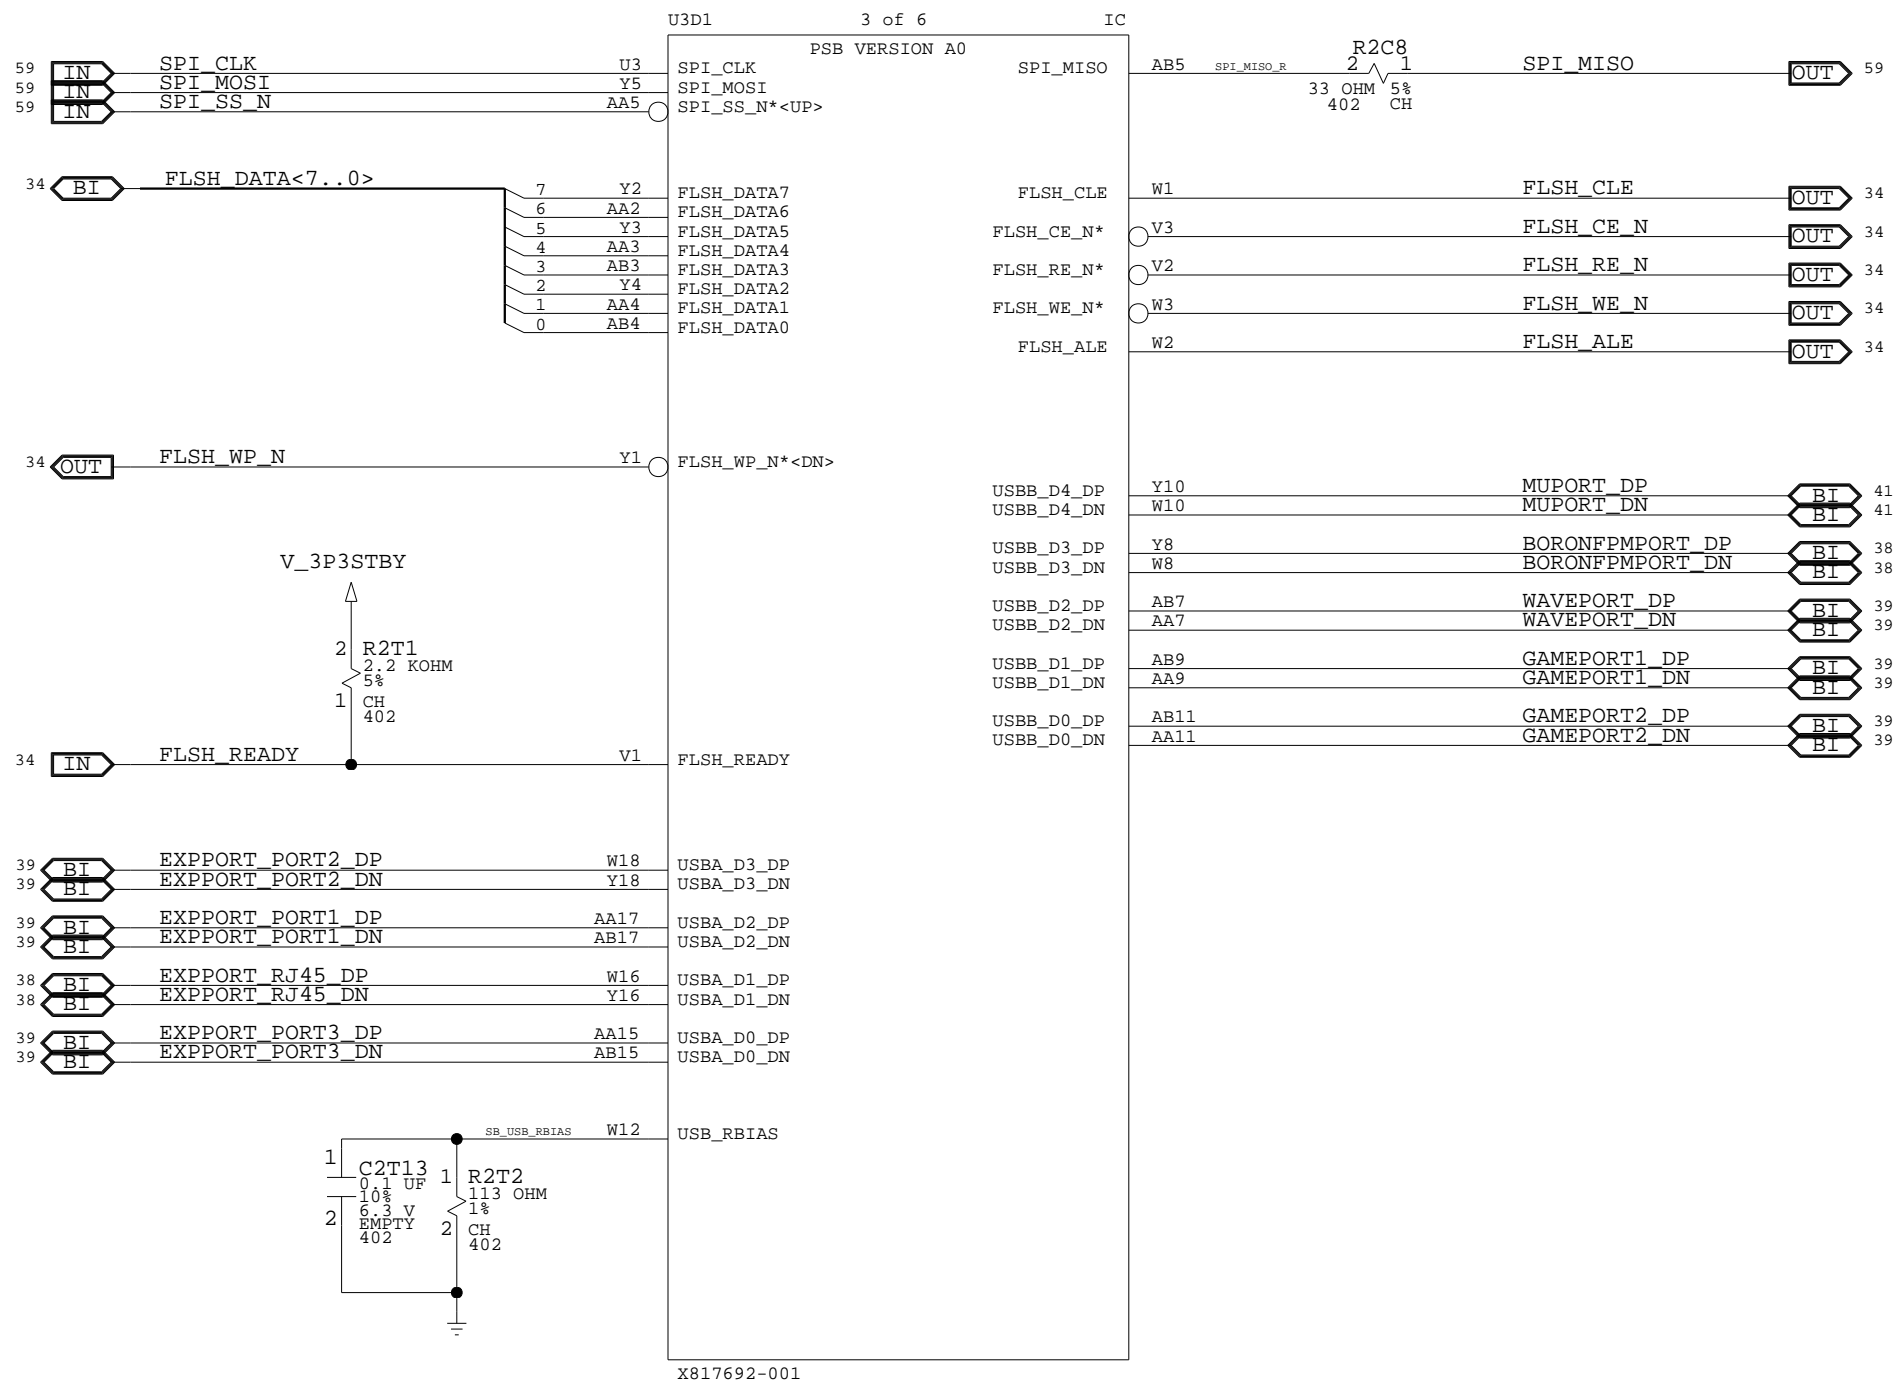 U3D1 3 of 6 IC
PSB VERSION A0
59 IN SPI_CLK U3 SPI_CLK
59 IN SPI_MOSI Y5 SPI_MOSI
59 IN SPI_SS_N AA5 SPI_SS_N*<UP>
SPI_MISO AB5 SPI_MISO_R 2 R2C8 1 SPI_MISO OUT 59
33 OHM 5%
402 CH
34 BI FLSH_DATA<7..0>
7 Y2 FLSH_DATA7
6 AA2 FLSH_DATA6
5 Y3 FLSH_DATA5
4 AA3 FLSH_DATA4
3 AB3 FLSH_DATA3
2 Y4 FLSH_DATA2
1 AA4 FLSH_DATA1
0 AB4 FLSH_DATA0
FLSH_CLE W1 FLSH_CLE OUT 34
FLSH_CE_N* V3 FLSH_CE_N OUT 34
FLSH_RE_N* V2 FLSH_RE_N OUT 34
FLSH_WE_N* W3 FLSH_WE_N OUT 34
FLSH_ALE W2 FLSH_ALE OUT 34
34 OUT FLSH_WP_N Y1 FLSH_WP_N*<DN>
USBB_D4_DP Y10 MUPORT_DP BI 41
USBB_D4_DN W10 MUPORT_DN BI 41
USBB_D3_DP Y8 BORONFPMPORT_DP BI 38
USBB_D3_DN W8 BORONFPMPORT_DN BI 38
USBB_D2_DP AB7 WAVEPORT_DP BI 39
USBB_D2_DN AA7 WAVEPORT_DN BI 39
USBB_D1_DP AB9 GAMEPORT1_DP BI 39
USBB_D1_DN AA9 GAMEPORT1_DN BI 39
USBB_D0_DP AB11 GAMEPORT2_DP BI 39
USBB_D0_DN AA11 GAMEPORT2_DN BI 39
V_3P3STBY
2 R2T1
2.2 KOHM
5%
1 CH
402
34 IN FLSH_READY V1 FLSH_READY
39 BI EXPPORT_PORT2_DP W18 USBA_D3_DP
39 BI EXPPORT_PORT2_DN Y18 USBA_D3_DN
39 BI EXPPORT_PORT1_DP AA17 USBA_D2_DP
39 BI EXPPORT_PORT1_DN AB17 USBA_D2_DN
38 BI EXPPORT_RJ45_DP W16 USBA_D1_DP
38 BI EXPPORT_RJ45_DN Y16 USBA_D1_DN
39 BI EXPPORT_PORT3_DP AA15 USBA_D0_DP
39 BI EXPPORT_PORT3_DN AB15 USBA_D0_DN
SB_USB_RBIAS W12 USB_RBIAS
1 C2T13
0.1 UF
10%
2 6.3 V
EMPTY
402
1 R2T2
113 OHM
1%
2 CH
402
X817692-001